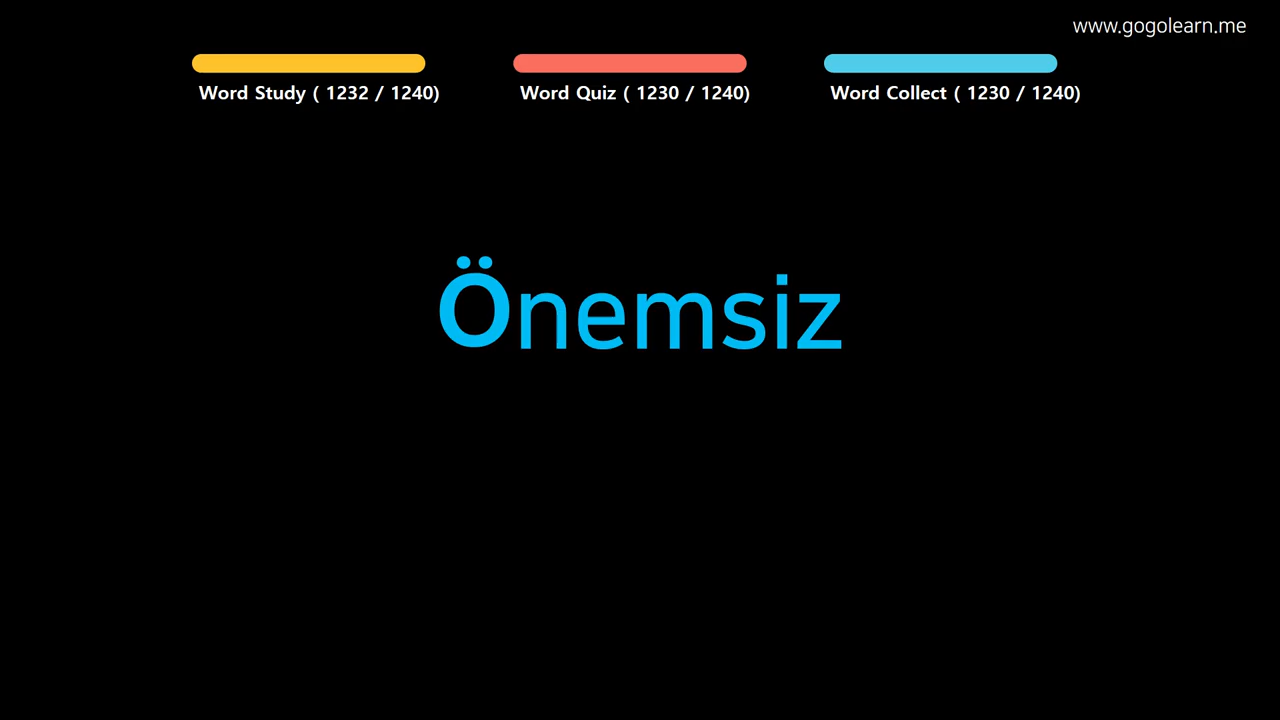 www.gogolearn.me
Word Study ( 1232 / 1240)
Word Quiz ( 1230 / 1240)
Word Collect ( 1230 / 1240)
Önemsiz